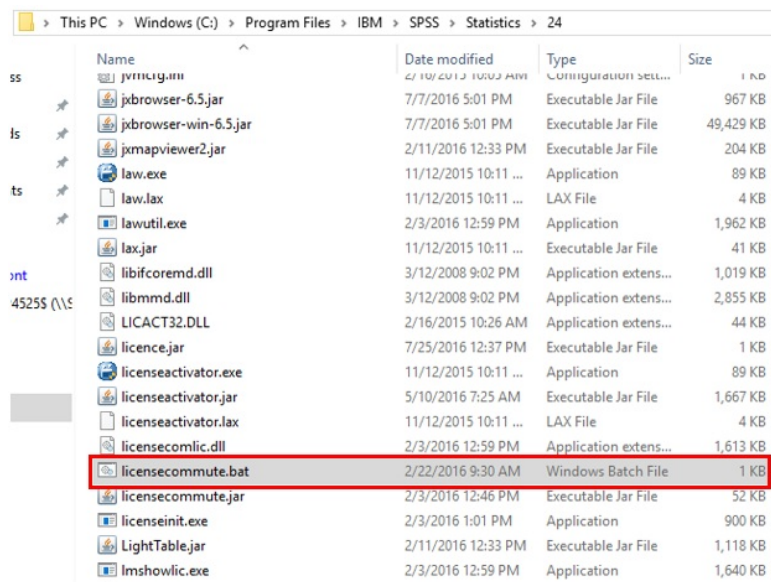 This PC > Windows (C:) > Program Files > IBM > SPSS > Statistics > 24
Name Date modified Type Size
jvmcfg.ini 2/16/2015 10:05 AM Configuration sett... 1 KB
ss
jxbrowser-6.5.jar 7/7/2016 5:01 PM Executable Jar File 967 KB
jxbrowser-win-6.5.jar 7/7/2016 5:01 PM Executable Jar File 49,429 KB
ds
jxmapviewer2.jar 2/11/2016 12:33 PM Executable Jar File 204 KB
law.exe 11/12/2015 10:11 ... Application 89 KB
ts
law.lax 11/12/2015 10:11 ... LAX File 4 KB
lawutil.exe 2/3/2016 12:59 PM Application 1,962 KB
lax.jar 11/12/2015 10:11 ... Executable Jar File 41 KB
ont
libifcoremd.dll 3/12/2008 9:02 PM Application extens... 1,019 KB
4525$ (\\S
libmmd.dll 3/12/2008 9:02 PM Application extens... 2,855 KB
LICACT32.DLL 2/16/2015 10:26 AM Application extens... 44 KB
licence.jar 7/25/2016 12:37 PM Executable Jar File 1 KB
licenseactivator.exe 11/12/2015 10:11 ... Application 89 KB
licenseactivator.jar 5/10/2016 7:25 AM Executable Jar File 1,667 KB
licenseactivator.lax 11/12/2015 10:11 ... LAX File 4 KB
licensecomlic.dll 2/3/2016 12:59 PM Application extens... 1,613 KB
licensecommute.bat 2/22/2016 9:30 AM Windows Batch File 1 KB
licensecommute.jar 2/3/2016 12:46 PM Executable Jar File 52 KB
licenseinit.exe 2/3/2016 1:01 PM Application 900 KB
LightTable.jar 2/11/2016 12:33 PM Executable Jar File 1,118 KB
lmshowlic.exe 2/3/2016 12:59 PM Application 1,640 KB